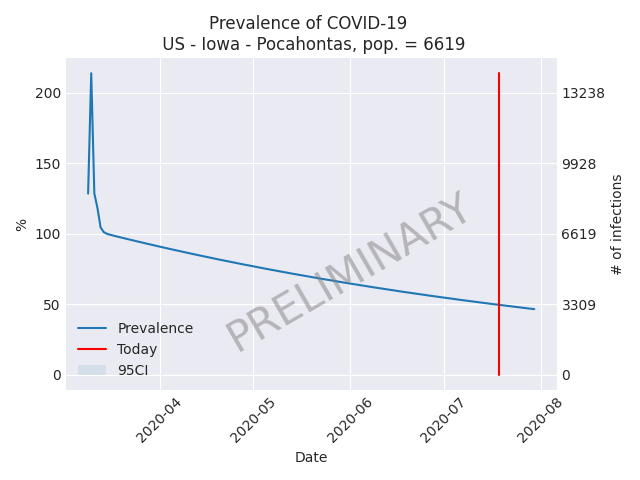 Prevalence of COVID-19
US - Iowa - Pocahontas, pop. = 6619
200
150
100
50
0
%
13238
9928
6619
3309
0
# of infections
PRELIMINARY
Prevalence
Today
95CI
2020-04
2020-05
2020-06
2020-07
2020-08
Date